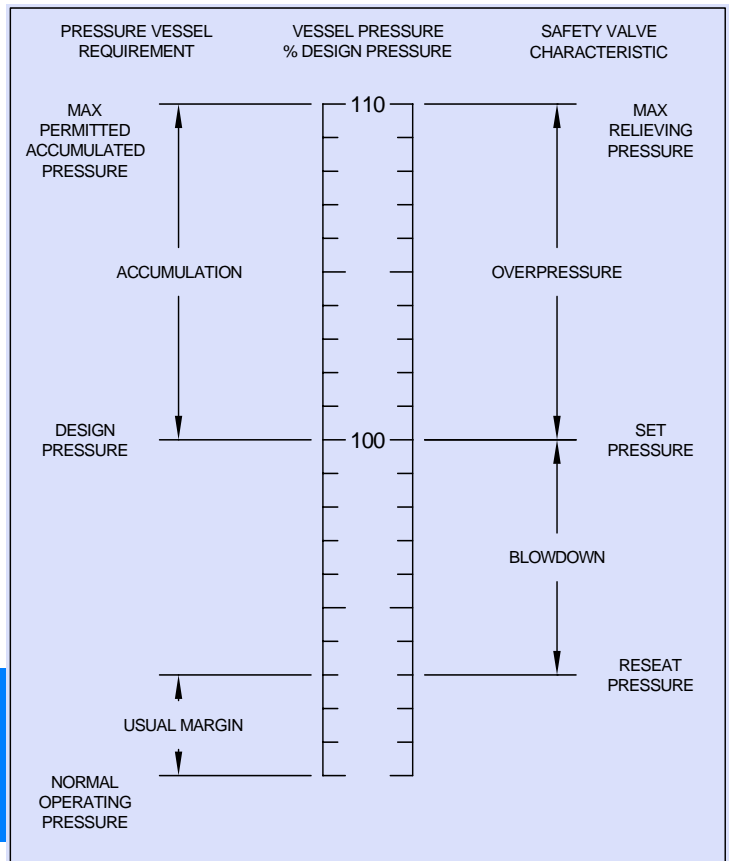 PRESSURE VESSEL
REQUIREMENT
VESSEL PRESSURE
% DESIGN PRESSURE
SAFETY VALVE
CHARACTERISTIC
MAX
PERMITTED
ACCUMULATED
PRESSURE
110
MAX
RELIEVING
PRESSURE
ACCUMULATION
OVERPRESSURE
DESIGN
PRESSURE
100
SET
PRESSURE
BLOWDOWN
RESEAT
PRESSURE
USUAL MARGIN
NORMAL
OPERATING
PRESSURE